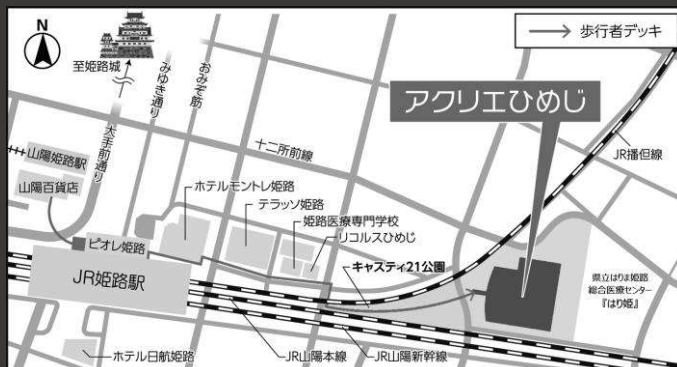 N
歩行者デッキ
至姫路城
みゆき通り
おみぞ筋
大手前通り
十二所前線
アクリエひめじ
JR播但線
山陽姫路駅
山陽百貨店
ホテルモントレ姫路
テラッソ姫路
姫路医療専門学校
リコルスひめじ
ピオレ姫路
キャスティ21公園
JR姫路駅
県立はりま姫路
総合医療センター
『はり姫』
ホテル日航姫路
JR山陽本線
JR山陽新幹線